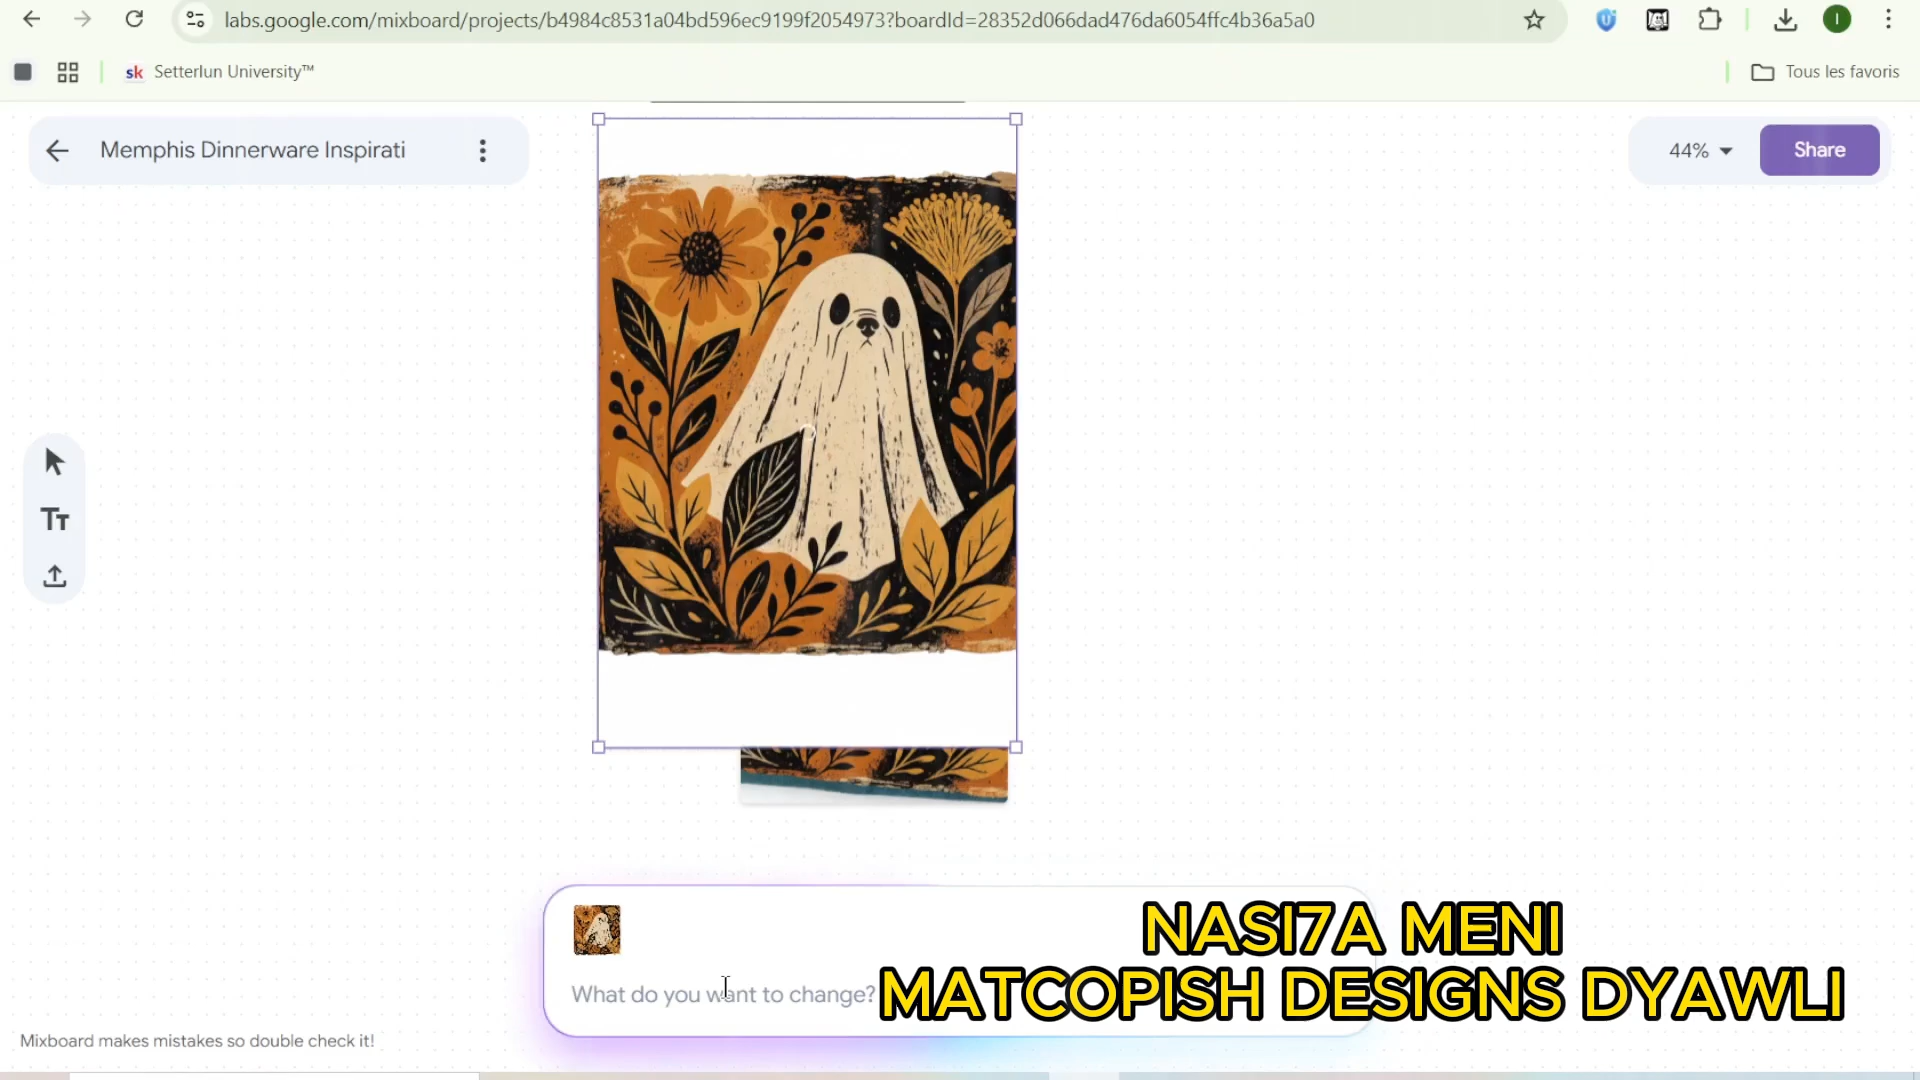 labs.google.com/mixboard/projects/b4984c8531a04bd596ec9199f2054973?boardId=28352d066dad476da6054ffc4b36a5a0
I
sk Setterlun University™
Tous les favoris
Memphis Dinnerware Inspirati
44%
Share
Tт
What do you want to change?
NASI7A MENI
MATCOPISH DESIGNS DYAWLI
Mixboard makes mistakes so double check it!